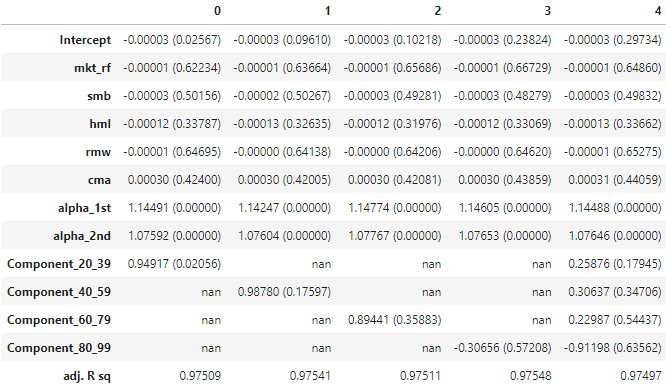 0 1 2 3 4
Intercept -0.00003 (0.02567) -0.00003 (0.09610) -0.00003 (0.10218) -0.00003 (0.23824) -0.00003 (0.29734)
mkt_rf -0.00001 (0.62234) -0.00001 (0.63664) -0.00001 (0.65686) -0.00001 (0.66729) -0.00001 (0.64860)
smb -0.00003 (0.50156) -0.00002 (0.50267) -0.00003 (0.49281) -0.00003 (0.48279) -0.00003 (0.49832)
hml -0.00012 (0.33787) -0.00013 (0.32635) -0.00012 (0.31976) -0.00012 (0.33069) -0.00013 (0.33662)
rmw -0.00001 (0.64695) -0.00000 (0.64138) -0.00000 (0.64206) -0.00000 (0.64620) -0.00001 (0.65275)
cma 0.00030 (0.42400) 0.00030 (0.42005) 0.00030 (0.42081) 0.00030 (0.43859) 0.00031 (0.44059)
alpha_1st 1.14491 (0.00000) 1.14247 (0.00000) 1.14774 (0.00000) 1.14605 (0.00000) 1.14488 (0.00000)
alpha_2nd 1.07592 (0.00000) 1.07604 (0.00000) 1.07767 (0.00000) 1.07653 (0.00000) 1.07646 (0.00000)
Component_20_39 0.94917 (0.02056) nan nan nan 0.25876 (0.17945)
Component_40_59 nan 0.98780 (0.17597) nan nan 0.30637 (0.34706)
Component_60_79 nan nan 0.89441 (0.35883) nan 0.22987 (0.54437)
Component_80_99 nan nan nan -0.30656 (0.57208) -0.91198 (0.63562)
adj. R sq 0.97509 0.97541 0.97511 0.97548 0.97497